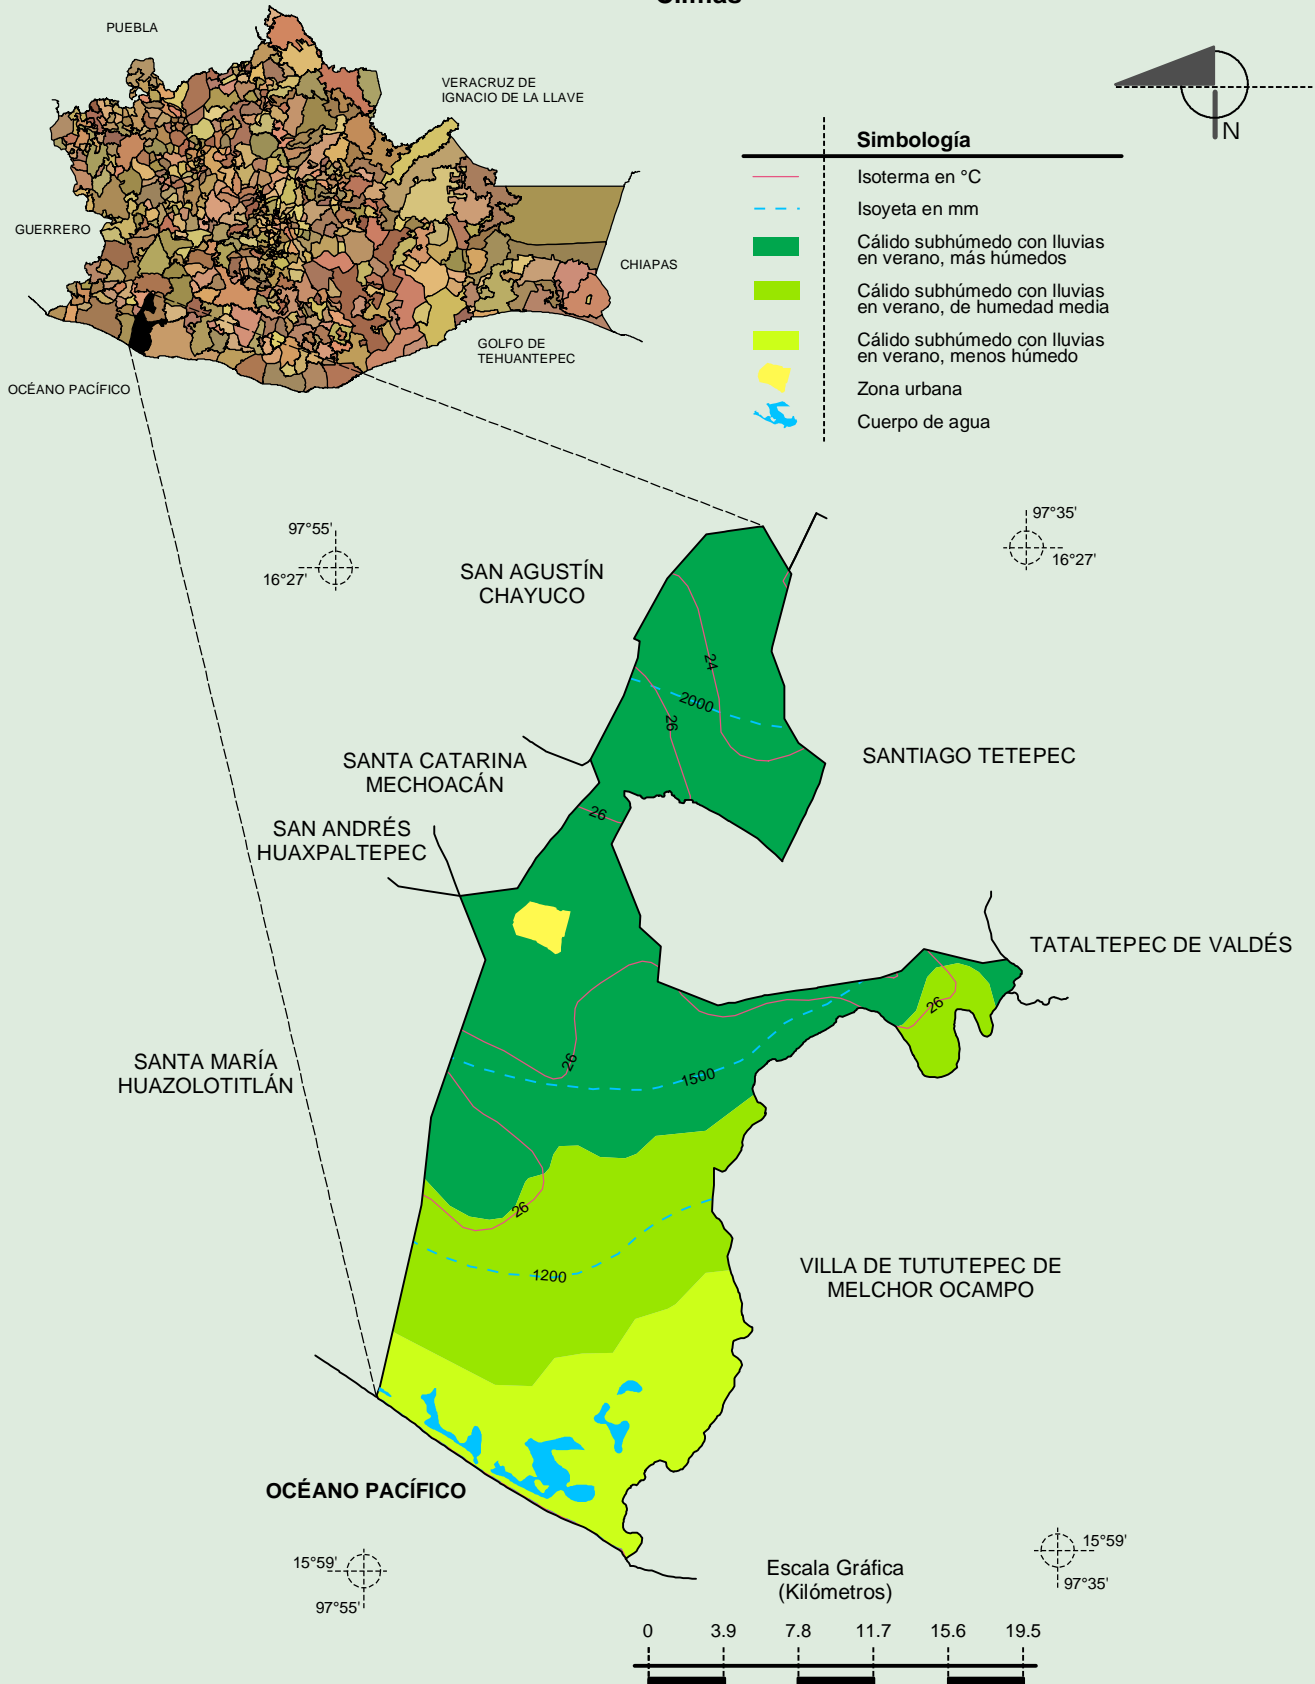 Climas
PUEBLA
VERACRUZ DE
IGNACIO DE LA LLAVE
GUERRERO
CHIAPAS
GOLFO DE
TEHUANTEPEC
OCÉANO PACÍFICO
N
Simbología
Isoterma en °C
Isoyeta en mm
Cálido subhúmedo con lluvias
en verano, más húmedos
Cálido subhúmedo con lluvias
en verano, de humedad media
Cálido subhúmedo con lluvias
en verano, menos húmedo
Zona urbana
Cuerpo de agua
97°55'
16°27'
97°35'
16°27'
SAN AGUSTÍN
CHAYUCO
24
2000
26
SANTA CATARINA
MECHOACÁN
SANTIAGO TETEPEC
26
SAN ANDRÉS
HUAXPALTEPEC
TATALTEPEC DE VALDÉS
26
SANTA MARÍA
HUAZOLOTITLÁN
26
1500
26
1200
VILLA DE TUTUTEPEC DE
MELCHOR OCAMPO
OCÉANO PACÍFICO
15°59'
97°55'
15°59'
97°35'
Escala Gráfica
(Kilómetros)
0 3.9 7.8 11.7 15.6 19.5